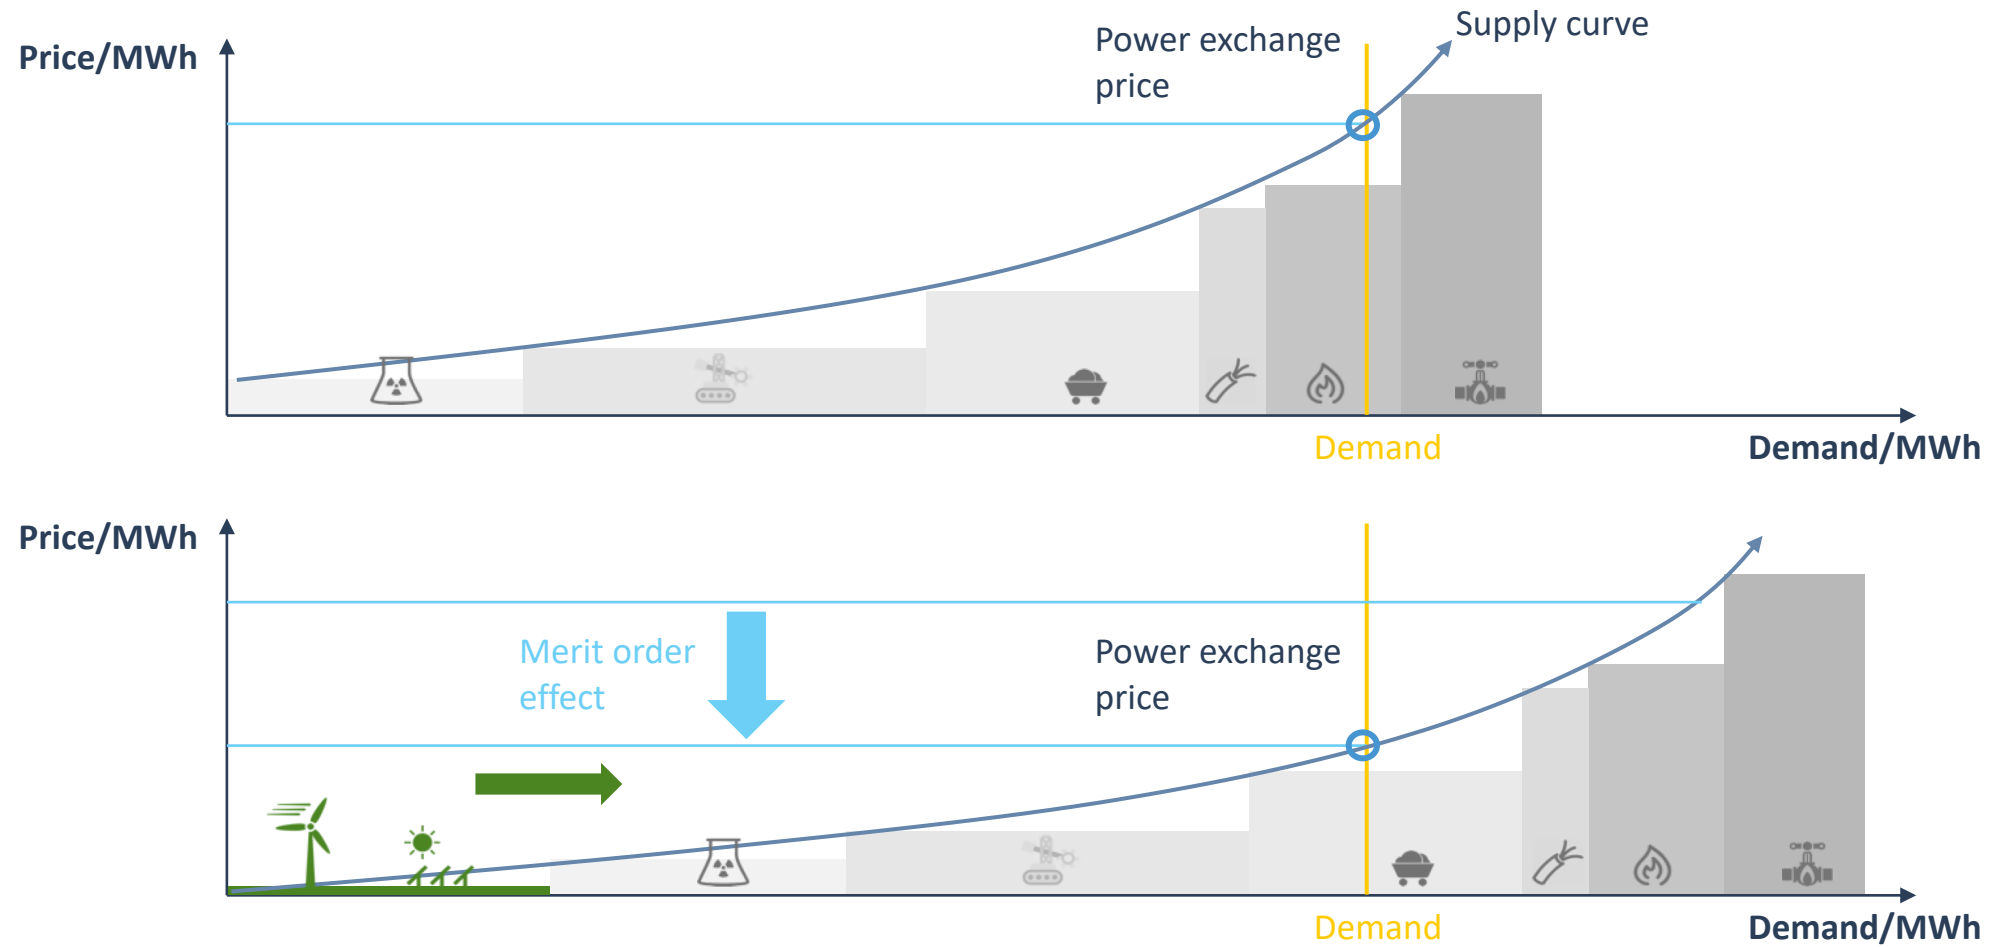 Supply curve
Power exchange
price
Price/MWh
Demand
Demand/MWh
Price/MWh
Merit order
effect
Power exchange
price
Demand
Demand/MWh